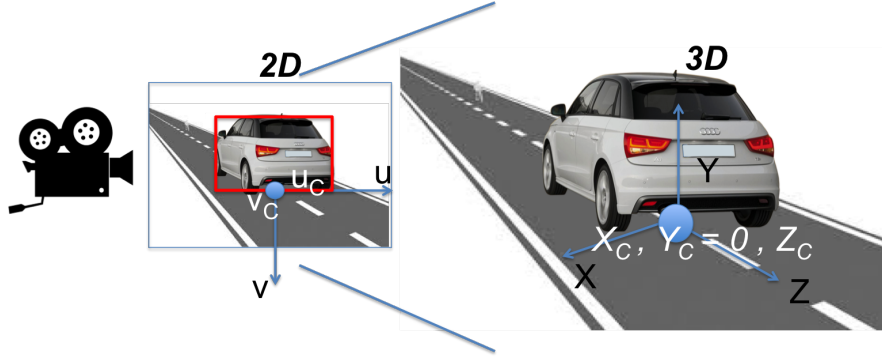 2D
3D
u
u_C
v_C
v
Y
X_C , Y_C = 0 , Z_C
X
Z